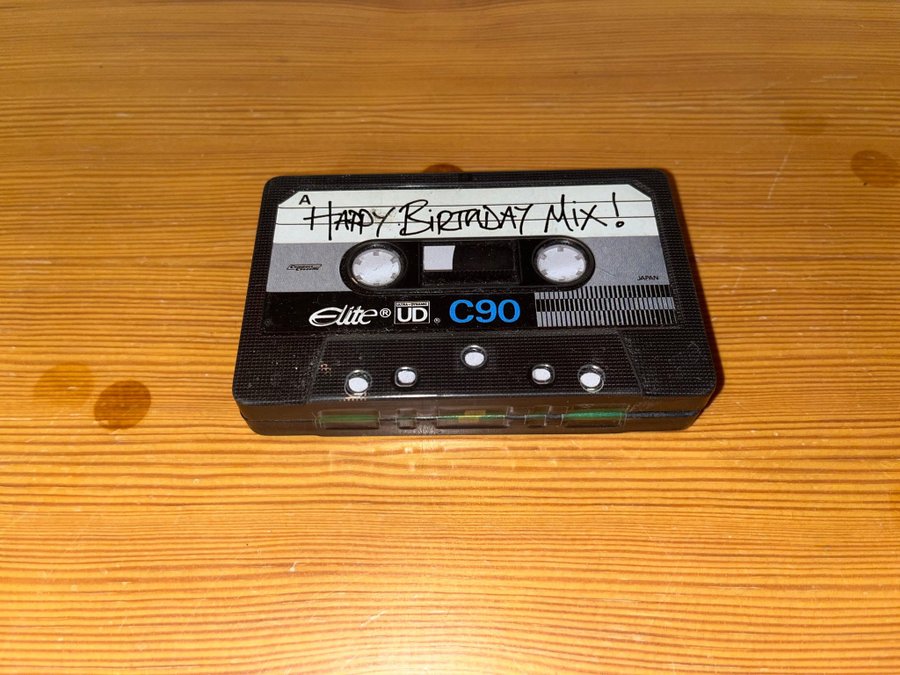 A
HAPPY BIRTHDAY MIX!
JAPAN
Elite® UD® C90